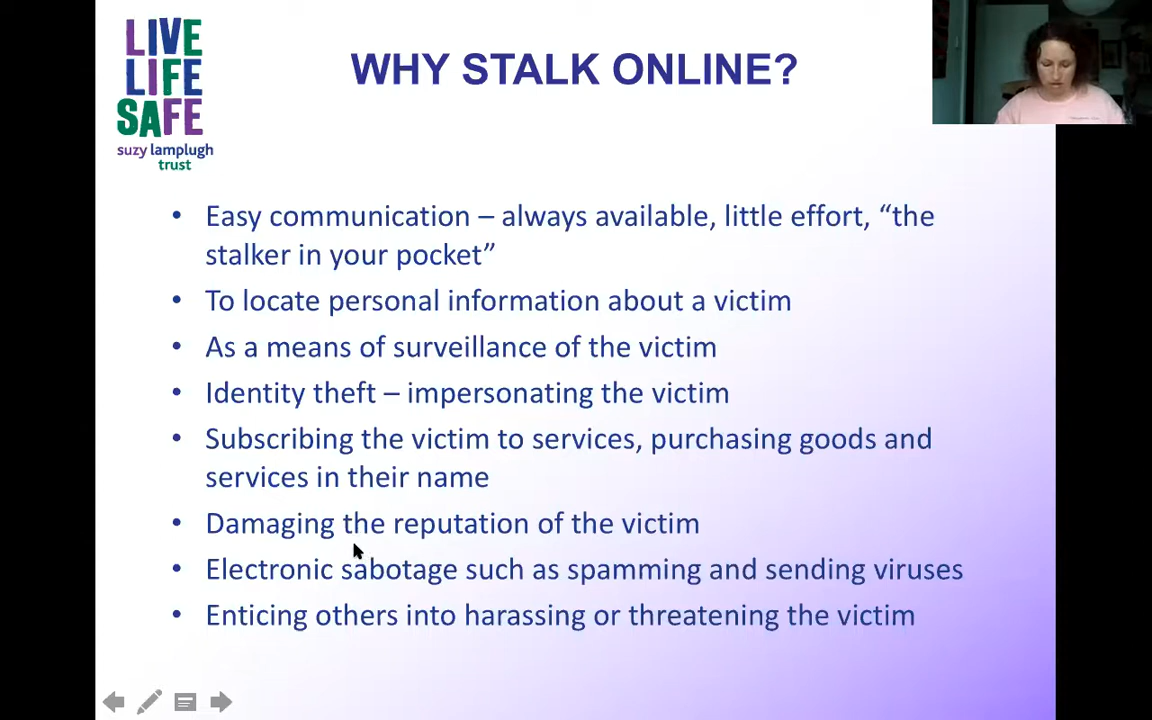 LIVE
LIFE
SAFE
suzy lamplugh
trust
WHY STALK ONLINE?
• Easy communication – always available, little effort, “the
stalker in your pocket”
• To locate personal information about a victim
• As a means of surveillance of the victim
• Identity theft – impersonating the victim
• Subscribing the victim to services, purchasing goods and
services in their name
• Damaging the reputation of the victim
• Electronic sabotage such as spamming and sending viruses
• Enticing others into harassing or threatening the victim